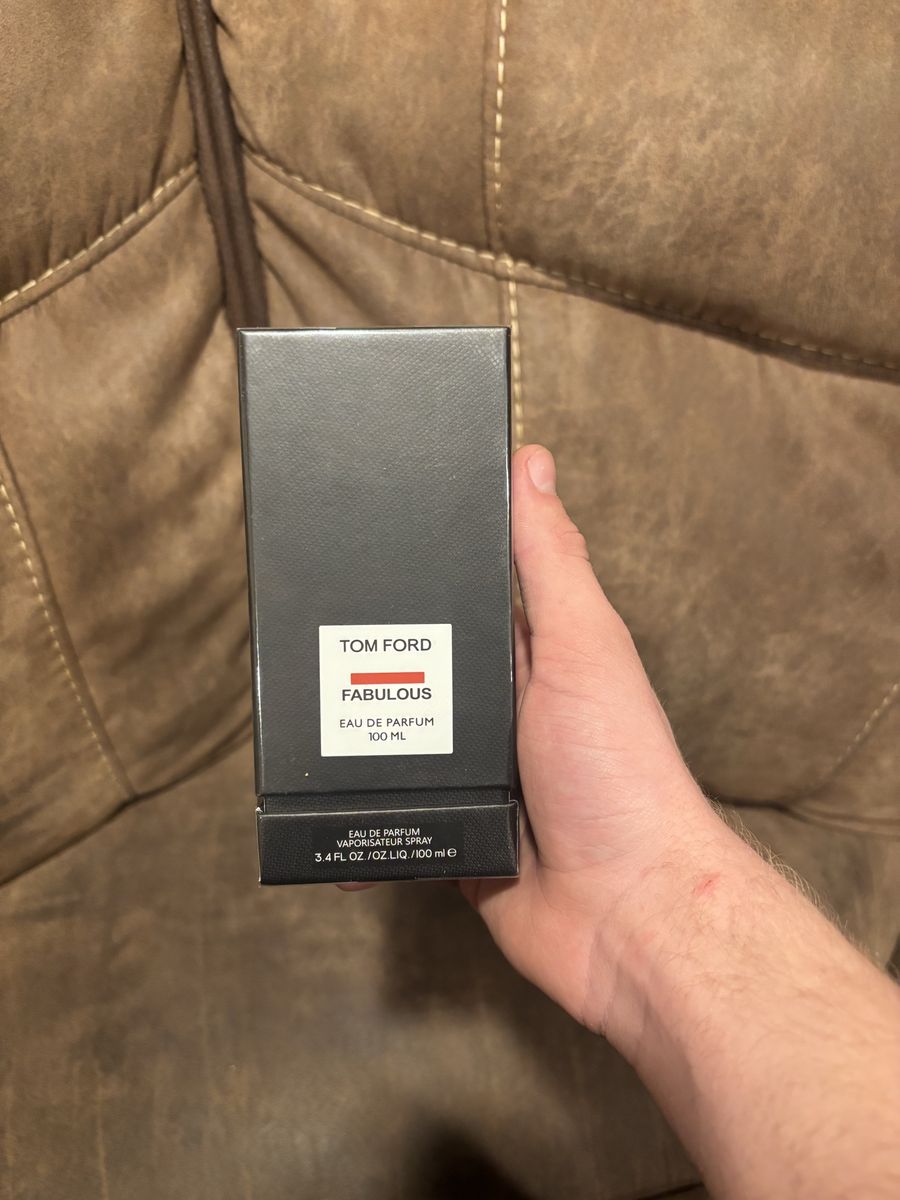 TOM FORD
FABULOUS
EAU DE PARFUM
100 ML
EAU DE PARFUM
VAPORISATEUR SPRAY
3.4 FL OZ./OZ.LIQ./100 ml ℮